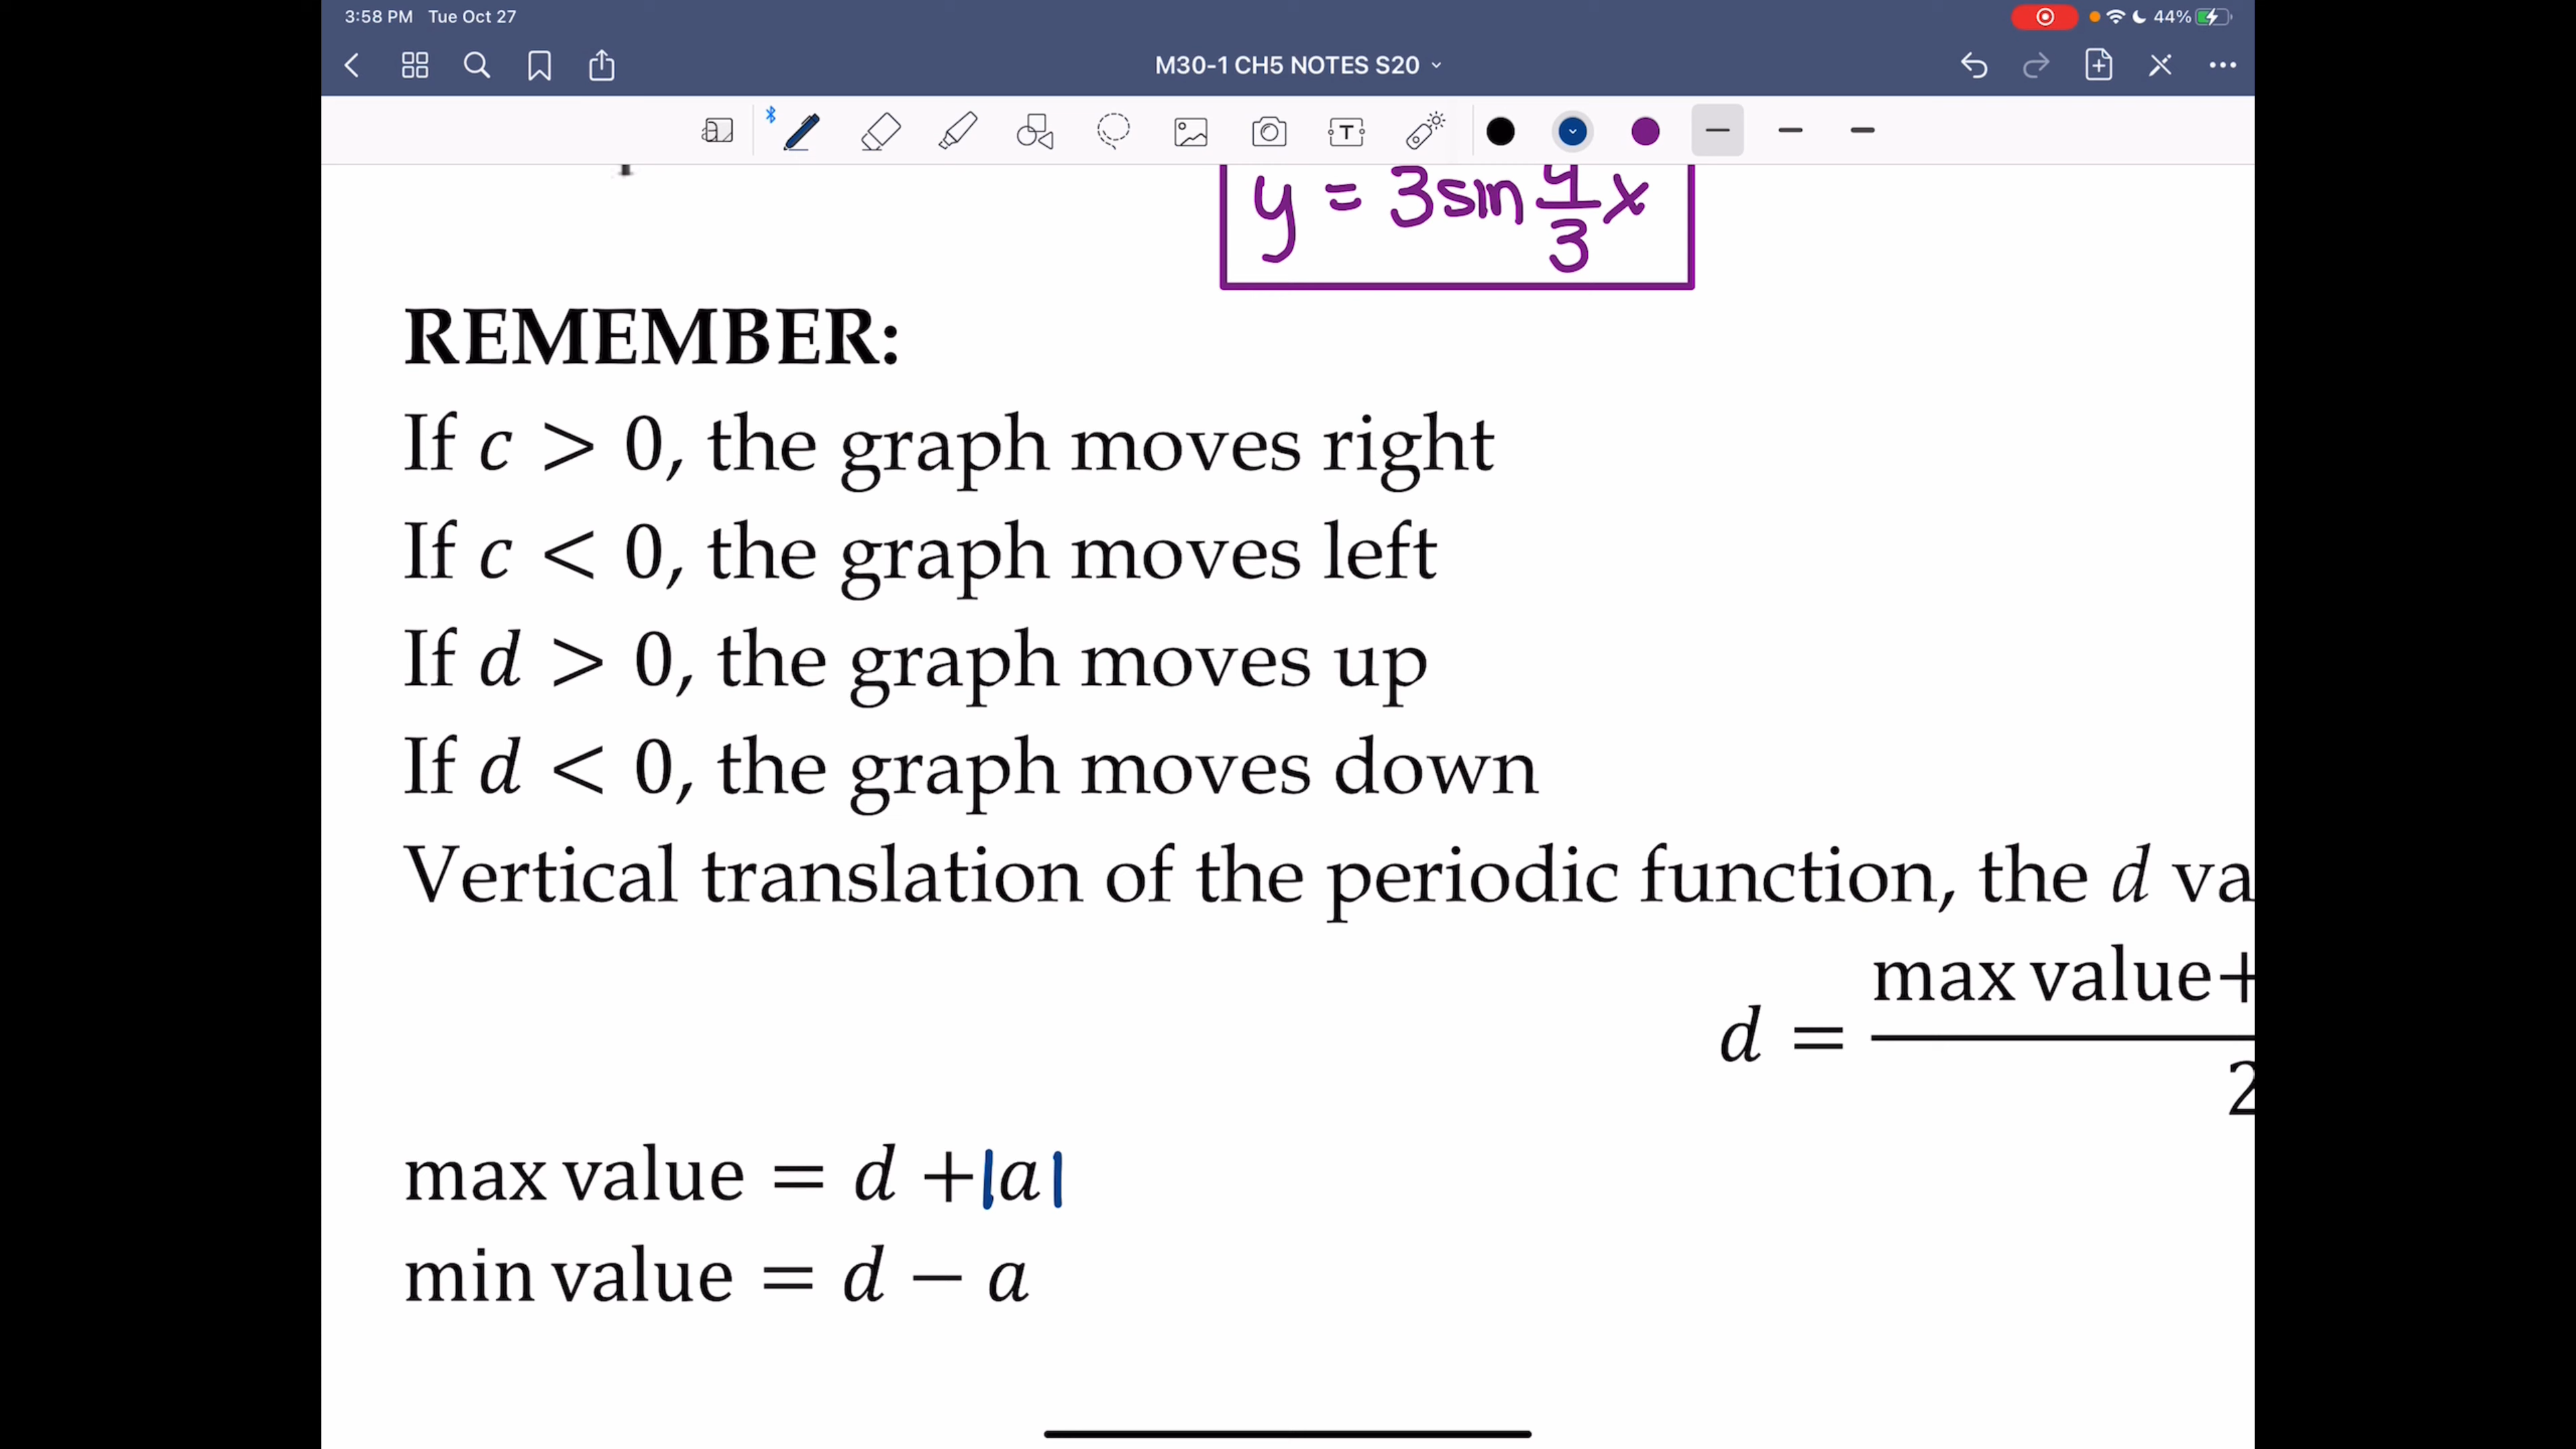 3:58 PM Tue Oct 27
44%
M30-1 CH5 NOTES S20
T
y = 3sin 4/3 x
REMEMBER:
If c > 0, the graph moves right
If c < 0, the graph moves left
If d > 0, the graph moves up
If d < 0, the graph moves down
Vertical translation of the periodic function, the d va
d = max value+
2
max value = d +|a|
min value = d − a